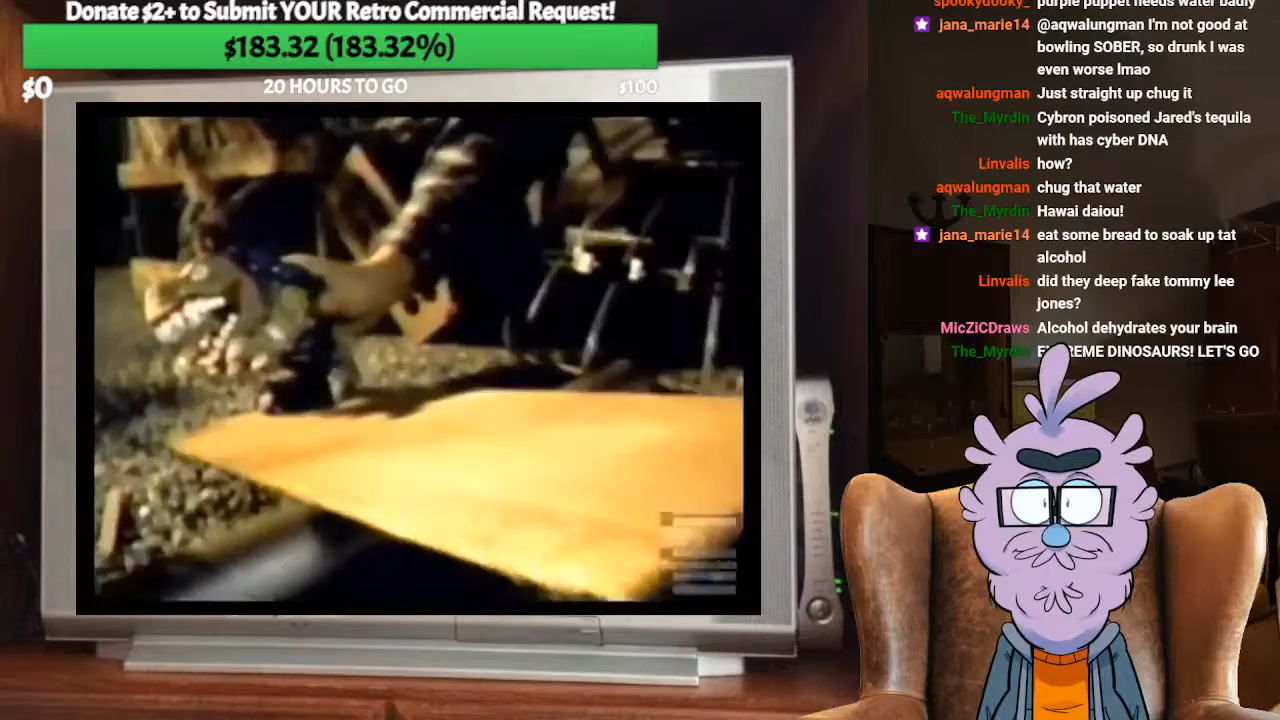 Donate $2+ to Submit YOUR Retro Commercial Request!
$183.32 (183.32%)
$0 20 HOURS TO GO $100
spookydooky_ purple puppet needs water badly
jana_marie14 @aqwalungman I'm not good at
bowling SOBER, so drunk I was
even worse lmao
aqwalungman Just straight up chug it
The_Myrdin Cybron poisoned Jared's tequila
with has cyber DNA
Linvalis how?
aqwalungman chug that water
The_Myrdin Hawai daiou!
jana_marie14 eat some bread to soak up tat
alcohol
Linvalis did they deep fake tommy lee
jones?
MicZiCDraws Alcohol dehydrates your brain
The_Myrdin EXTREME DINOSAURS! LET'S GO